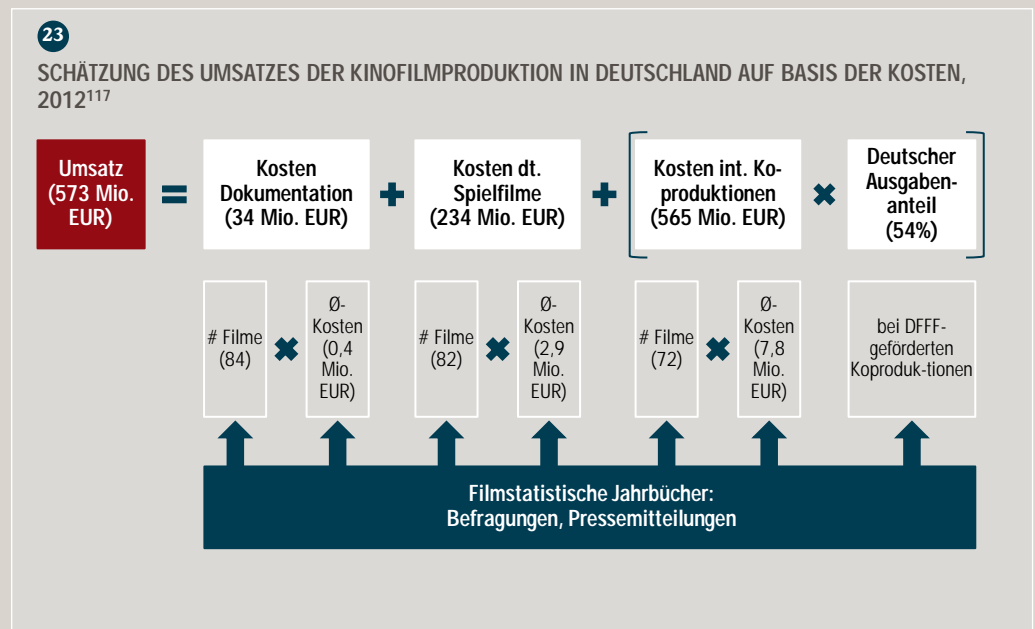 23
SCHÄTZUNG DES UMSATZES DER KINOFILMPRODUKTION IN DEUTSCHLAND AUF BASIS DER KOSTEN,
2012¹¹⁷
Umsatz
(573 Mio.
EUR)
=
Kosten
Dokumentation
(34 Mio. EUR)
+
Kosten dt.
Spielfilme
(234 Mio. EUR)
+
[
Kosten int. Ko-
produktionen
(565 Mio. EUR)
×
Deutscher
Ausgaben-
anteil
(54%)
]
# Filme
(84)
×
Ø-
Kosten
(0,4
Mio.
EUR)
# Filme
(82)
×
Ø-
Kosten
(2,9
Mio.
EUR)
# Filme
(72)
×
Ø-
Kosten
(7,8
Mio.
EUR)
bei DFFF-
geförderten
Koproduk-tionen
Filmstatistische Jahrbücher:
Befragungen, Pressemitteilungen